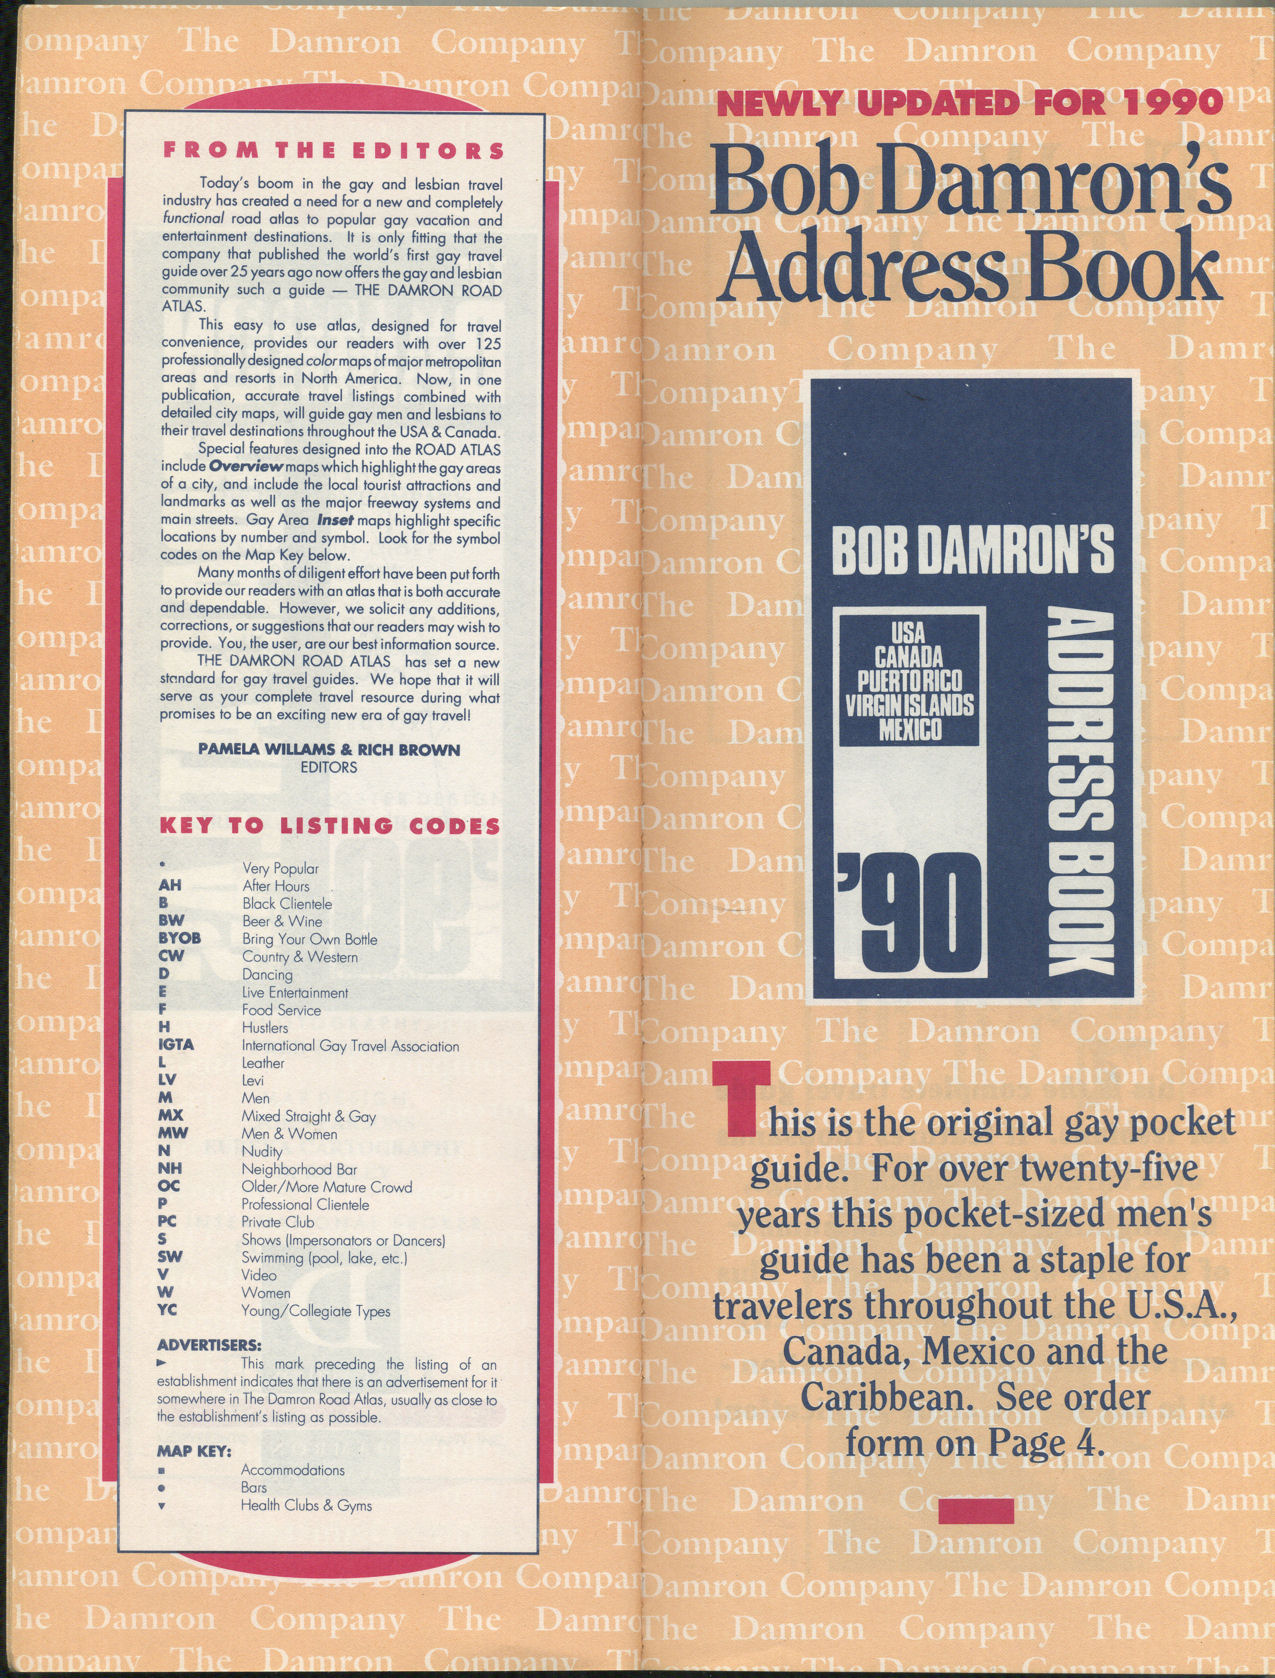 FROM THE EDITORS
Today's boom in the gay and lesbian travel
industry has created a need for a new and completely
functional road atlas to popular gay vacation and
entertainment destinations. It is only fitting that the
company that published the world's first gay travel
guide over 25 years ago now offers the gay and lesbian
community such a guide — THE DAMRON ROAD
ATLAS.
This easy to use atlas, designed for travel
convenience, provides our readers with over 125
professionally designed color maps of major metropolitan
areas and resorts in North America. Now, in one
publication, accurate travel listings combined with
detailed city maps, will guide gay men and lesbians to
their travel destinations throughout the USA & Canada.
Special features designed into the ROAD ATLAS
include Overview maps which highlight the gay areas
of a city, and include the local tourist attractions and
landmarks as well as the major freeway systems and
main streets. Gay Area Inset maps highlight specific
locations by number and symbol. Look for the symbol
codes on the Map Key below.
Many months of diligent effort have been put forth
to provide our readers with an atlas that is both accurate
and dependable. However, we solicit any additions,
corrections, or suggestions that our readers may wish to
provide. You, the user, are our best information source.
THE DAMRON ROAD ATLAS has set a new
standard for gay travel guides. We hope that it will
serve as your complete travel resource during what
promises to be an exciting new era of gay travel!
PAMELA WILLAMS & RICH BROWN
EDITORS
KEY TO LISTING CODES
* Very Popular
AH After Hours
B Black Clientele
BW Beer & Wine
BYOB Bring Your Own Bottle
CW Country & Western
D Dancing
E Live Entertainment
F Food Service
H Hustlers
IGTA International Gay Travel Association
L Leather
LV Levi
M Men
MX Mixed Straight & Gay
MW Men & Women
N Nudity
NH Neighborhood Bar
OC Older/More Mature Crowd
P Professional Clientele
PC Private Club
S Shows (Impersonators or Dancers)
SW Swimming (pool, lake, etc.)
V Video
W Women
YC Young/Collegiate Types
ADVERTISERS:
► This mark preceding the listing of an
establishment indicates that there is an advertisement for it
somewhere in The Damron Road Atlas, usually as close to
the establishment's listing as possible.
MAP KEY:
■ Accommodations
● Bars
▼ Health Clubs & Gyms
NEWLY UPDATED FOR 1990
Bob Damron's
Address Book
BOB DAMRON'S
ADDRESS BOOK
USA
CANADA
PUERTO RICO
VIRGIN ISLANDS
MEXICO
'90
This is the original gay pocket
guide. For over twenty-five
years this pocket-sized men's
guide has been a staple for
travelers throughout the U.S.A.,
Canada, Mexico and the
Caribbean. See order
form on Page 4.